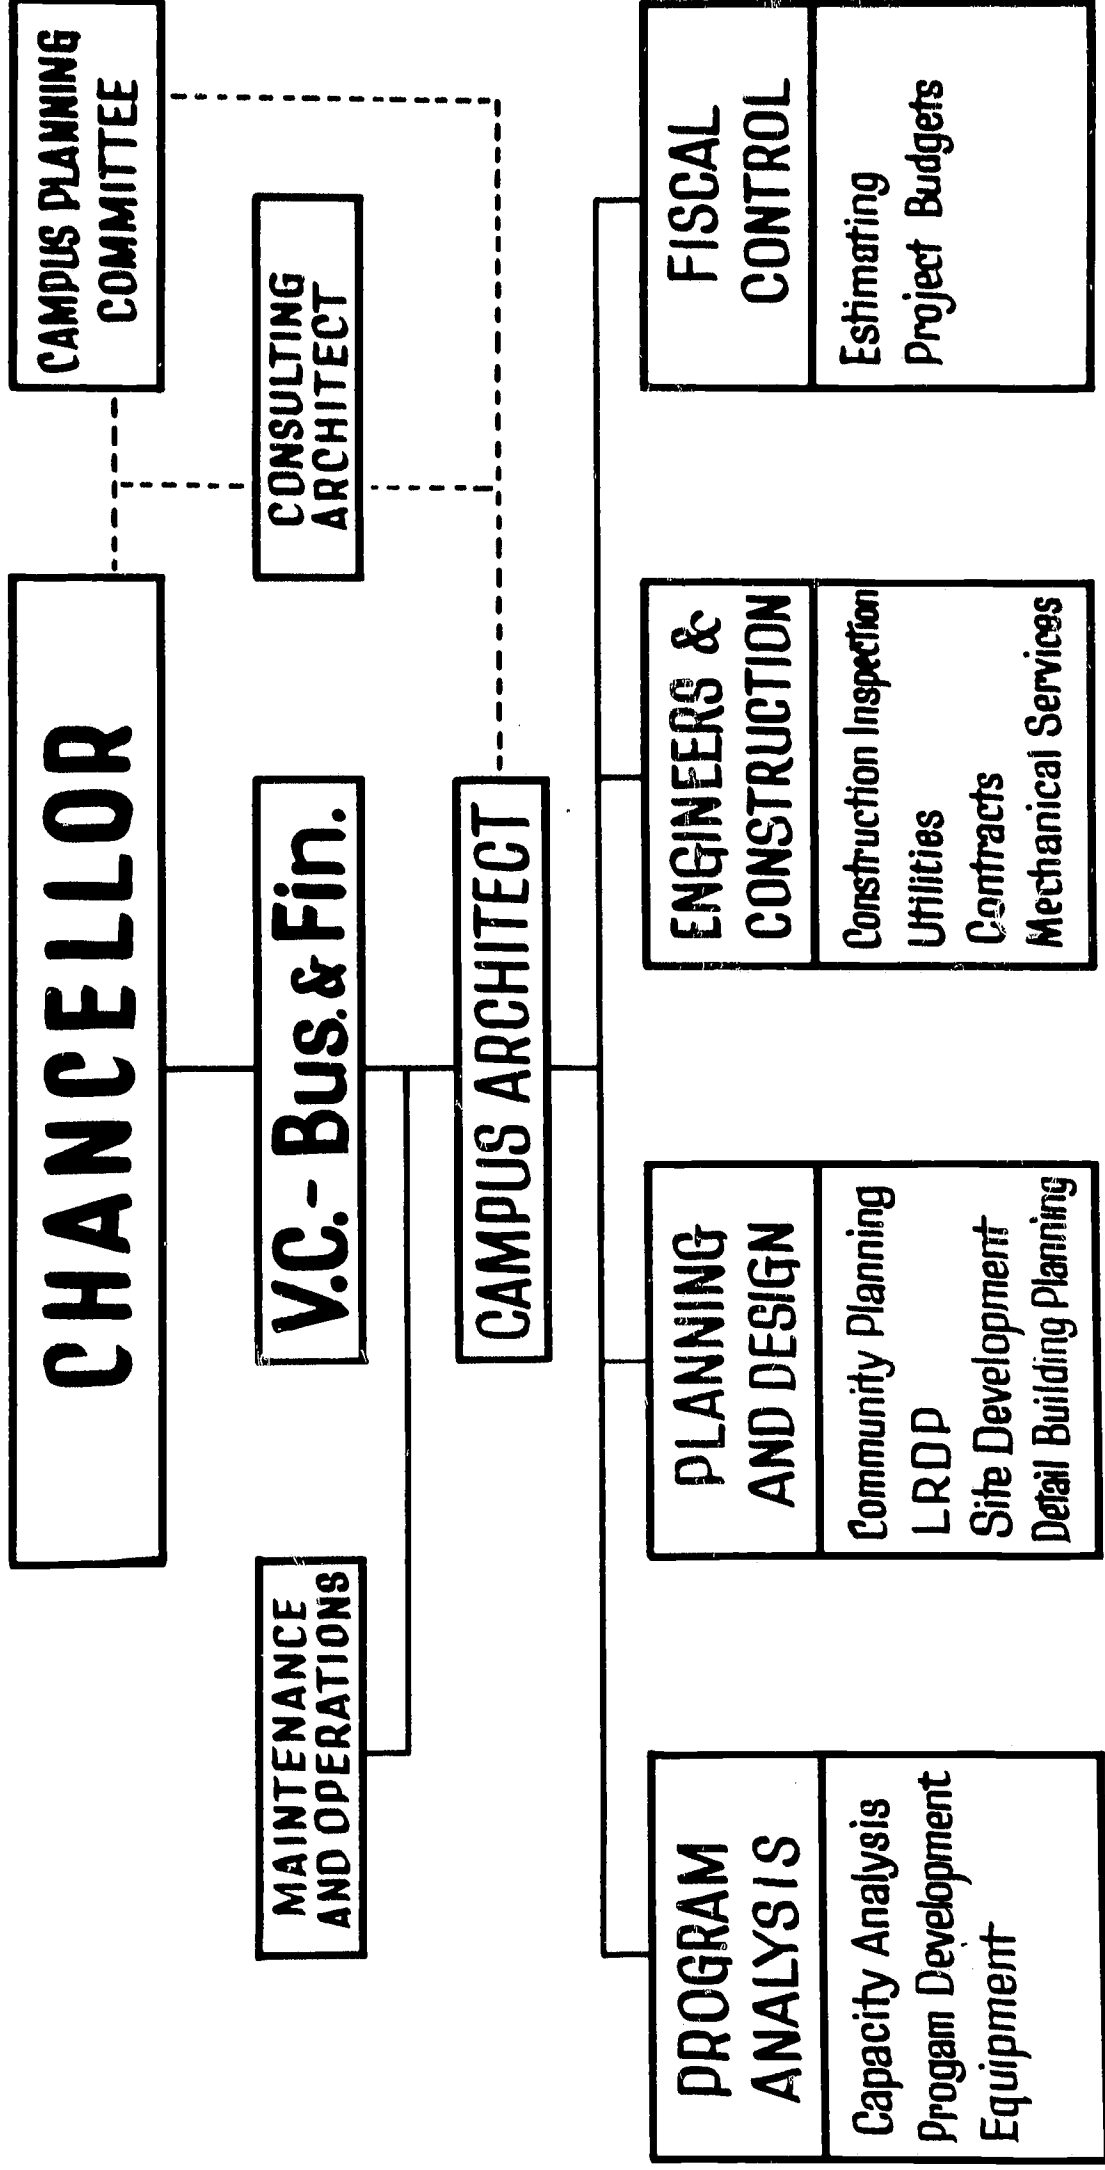 CHANCELLOR
CAMPUS PLANNING
COMMITTEE
MAINTENANCE
AND OPERATIONS
V.C.- Bus. & Fin.
CONSULTING
ARCHITECT
CAMPUS ARCHITECT
PROGRAM
ANALYSIS
Capacity Analysis
Progam Development
Equipment
PLANNING
AND DESIGN
Community Planning
LRDP
Site Development
Detail Building Planning
ENGINEERS &
CONSTRUCTION
Construction Inspection
Utilities
Contracts
Mechanical Services
FISCAL
CONTROL
Estimating
Project Budgets